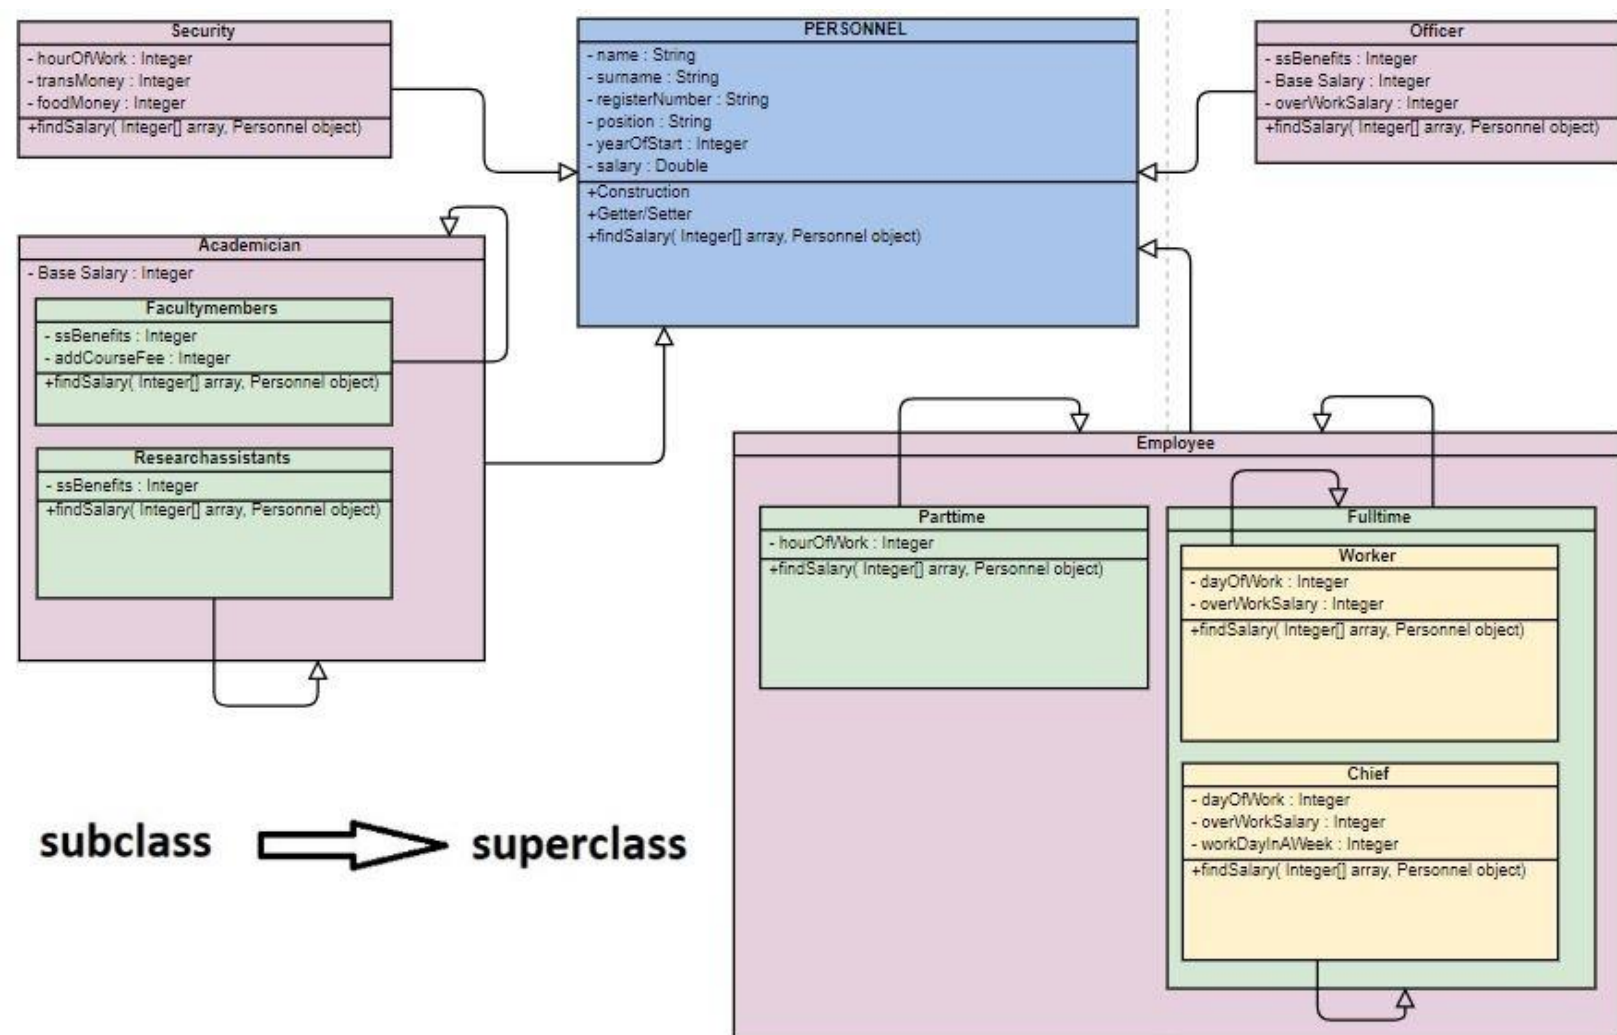 Security
- hourOfWork : Integer
- transMoney : Integer
- foodMoney : Integer
+findSalary( Integer[] array, Personnel object)
PERSONNEL
- name : String
- surname : String
- registerNumber : String
- position : String
- yearOfStart : Integer
- salary : Double
+Construction
+Getter/Setter
+findSalary( Integer[] array, Personnel object)
Officer
- ssBenefits : Integer
- Base Salary : Integer
- overWorkSalary : Integer
+findSalary( Integer[] array, Personnel object)
Academician
- Base Salary : Integer
Facultymembers
- ssBenefits : Integer
- addCourseFee : Integer
+findSalary( Integer[] array, Personnel object)
Researchassistants
- ssBenefits : Integer
+findSalary( Integer[] array, Personnel object)
Employee
Parttime
- hourOfWork : Integer
+findSalary( Integer[] array, Personnel object)
Fulltime
Worker
- dayOfWork : Integer
- overWorkSalary : Integer
+findSalary( Integer[] array, Personnel object)
Chief
- dayOfWork : Integer
- overWorkSalary : Integer
- workDayInAWeek : Integer
+findSalary( Integer[] array, Personnel object)
subclass superclass